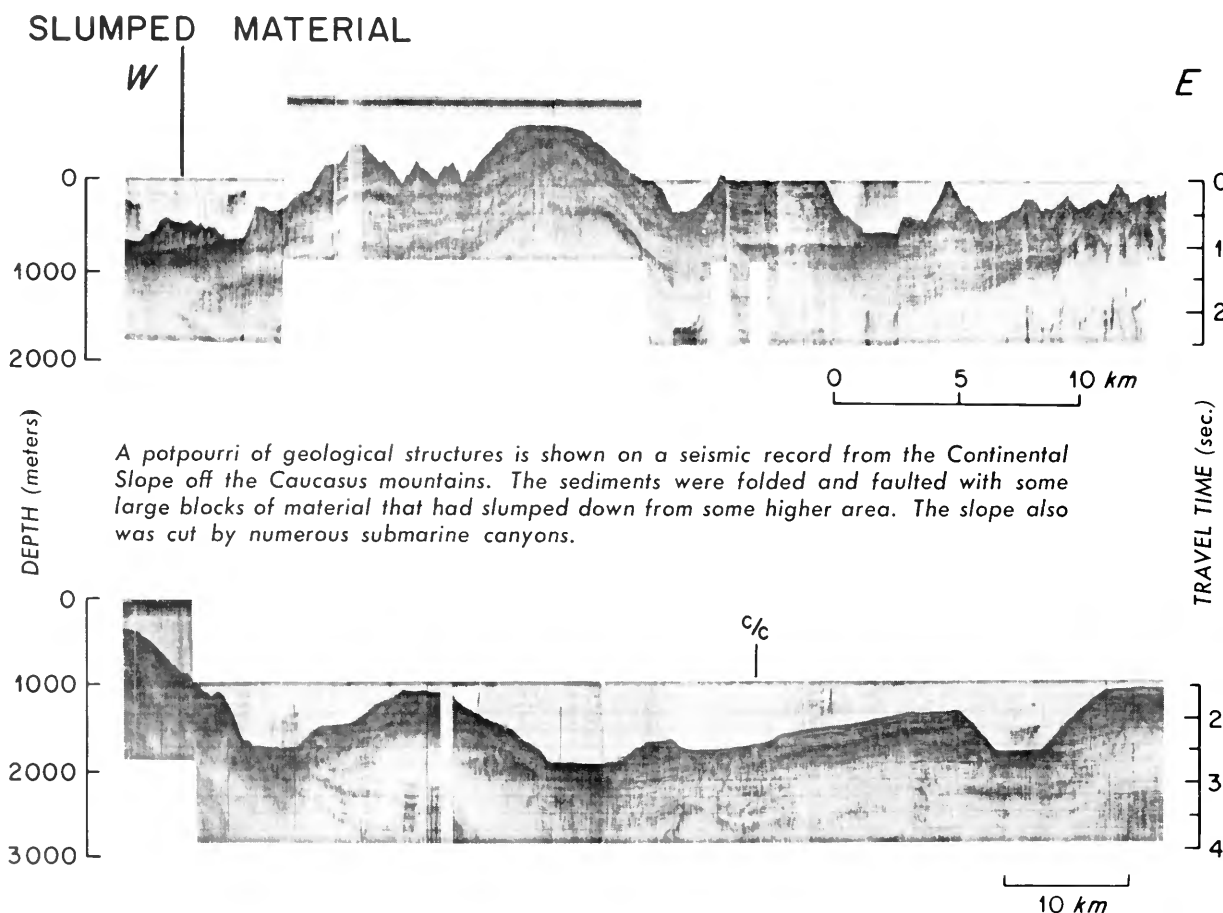 SLUMPED MATERIAL
W
E
0
1000
2000
0
1
2
0 5 10 km
DEPTH (meters)
TRAVEL TIME (sec.)
A potpourri of geological structures is shown on a seismic record from the Continental
Slope off the Caucasus mountains. The sediments were folded and faulted with some
large blocks of material that had slumped down from some higher area. The slope also
was cut by numerous submarine canyons.
0
1000
2000
3000
c/c
2
3
4
10 km